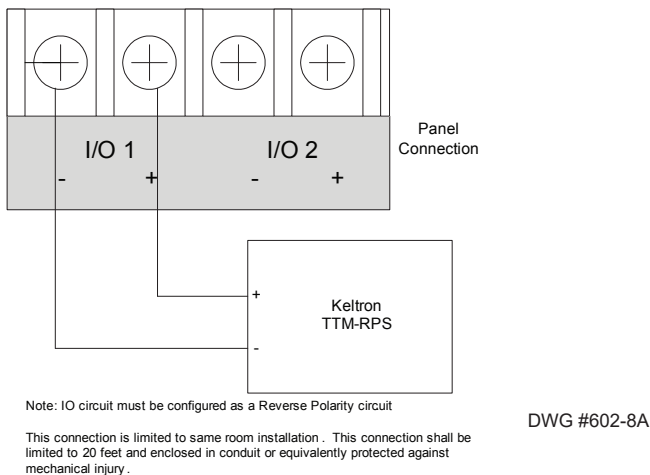 I/O 1 I/O 2
- + - +
Panel
Connection
+
Keltron
TTM-RPS
-
Note: IO circuit must be configured as a Reverse Polarity circuit
DWG #602-8A
This connection is limited to same room installation . This connection shall be
limited to 20 feet and enclosed in conduit or equivalently protected against
mechanical injury .